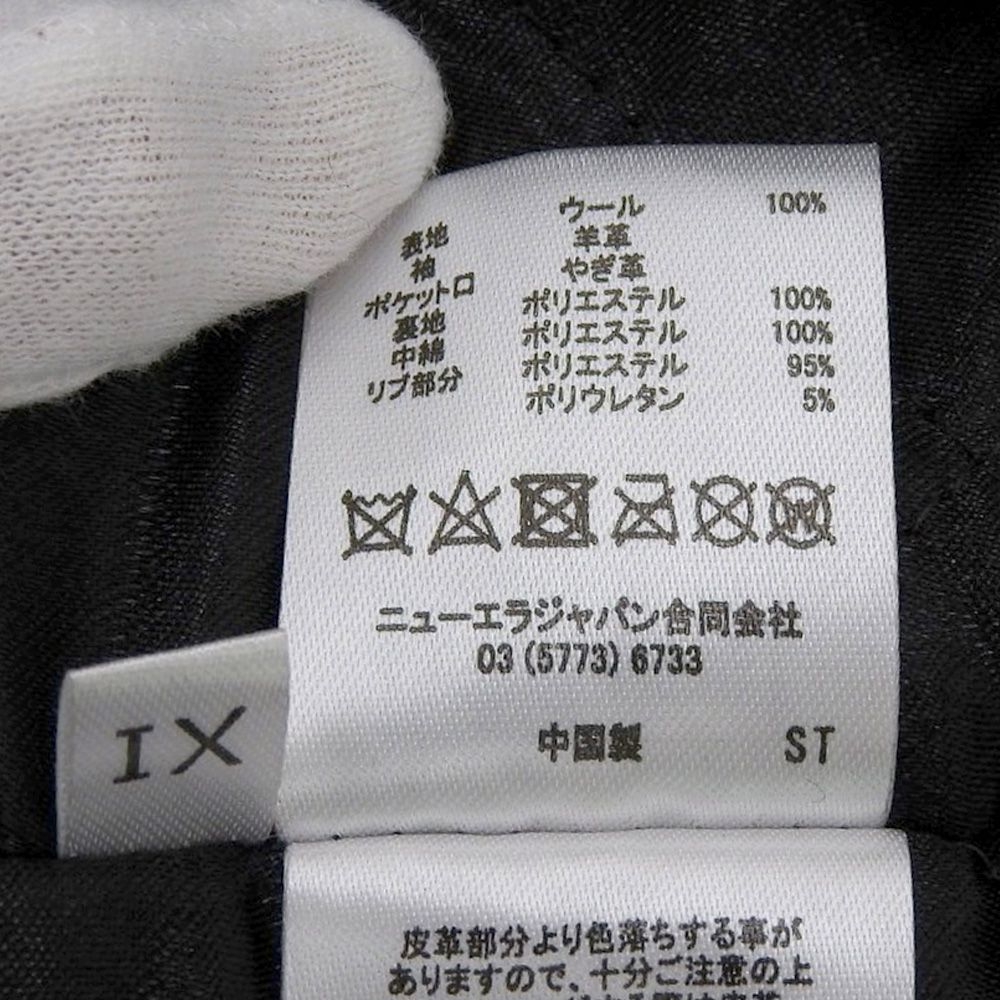 表地 ウール 100%
袖 羊革
ポケット口 やぎ革
裏地 ポリエステル 100%
中綿 ポリエステル 100%
リブ部分 ポリエステル 95%
ポリウレタン 5%
W
ニューエラジャパン合同会社
03 (5773) 6733
中国製 ST
IX
皮革部分より色落ちする事が
ありますので、十分ご注意の上